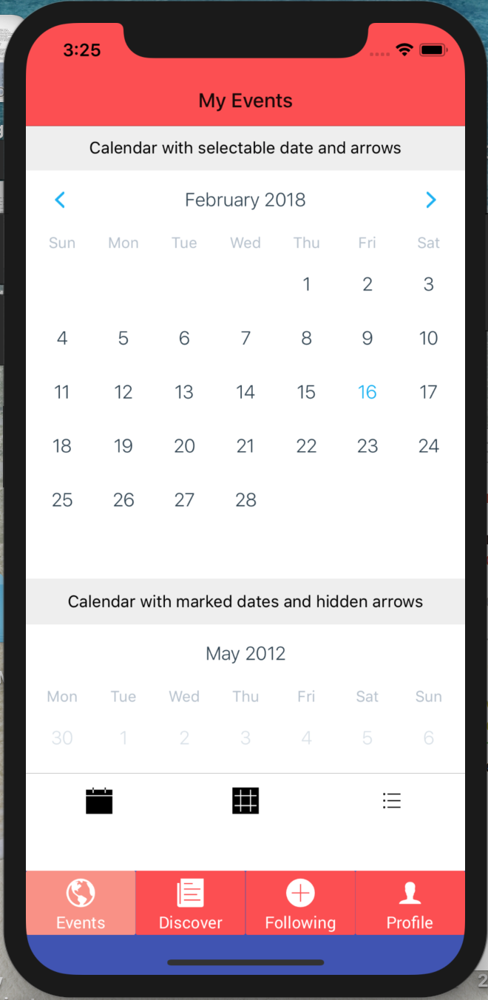 3:25
My Events
Calendar with selectable date and arrows
February 2018
Sun Mon Tue Wed Thu Fri Sat
1 2 3
4 5 6 7 8 9 10
11 12 13 14 15 16 17
18 19 20 21 22 23 24
25 26 27 28
Calendar with marked dates and hidden arrows
May 2012
Mon Tue Wed Thu Fri Sat Sun
30 1 2 3 4 5 6
Events Discover Following Profile